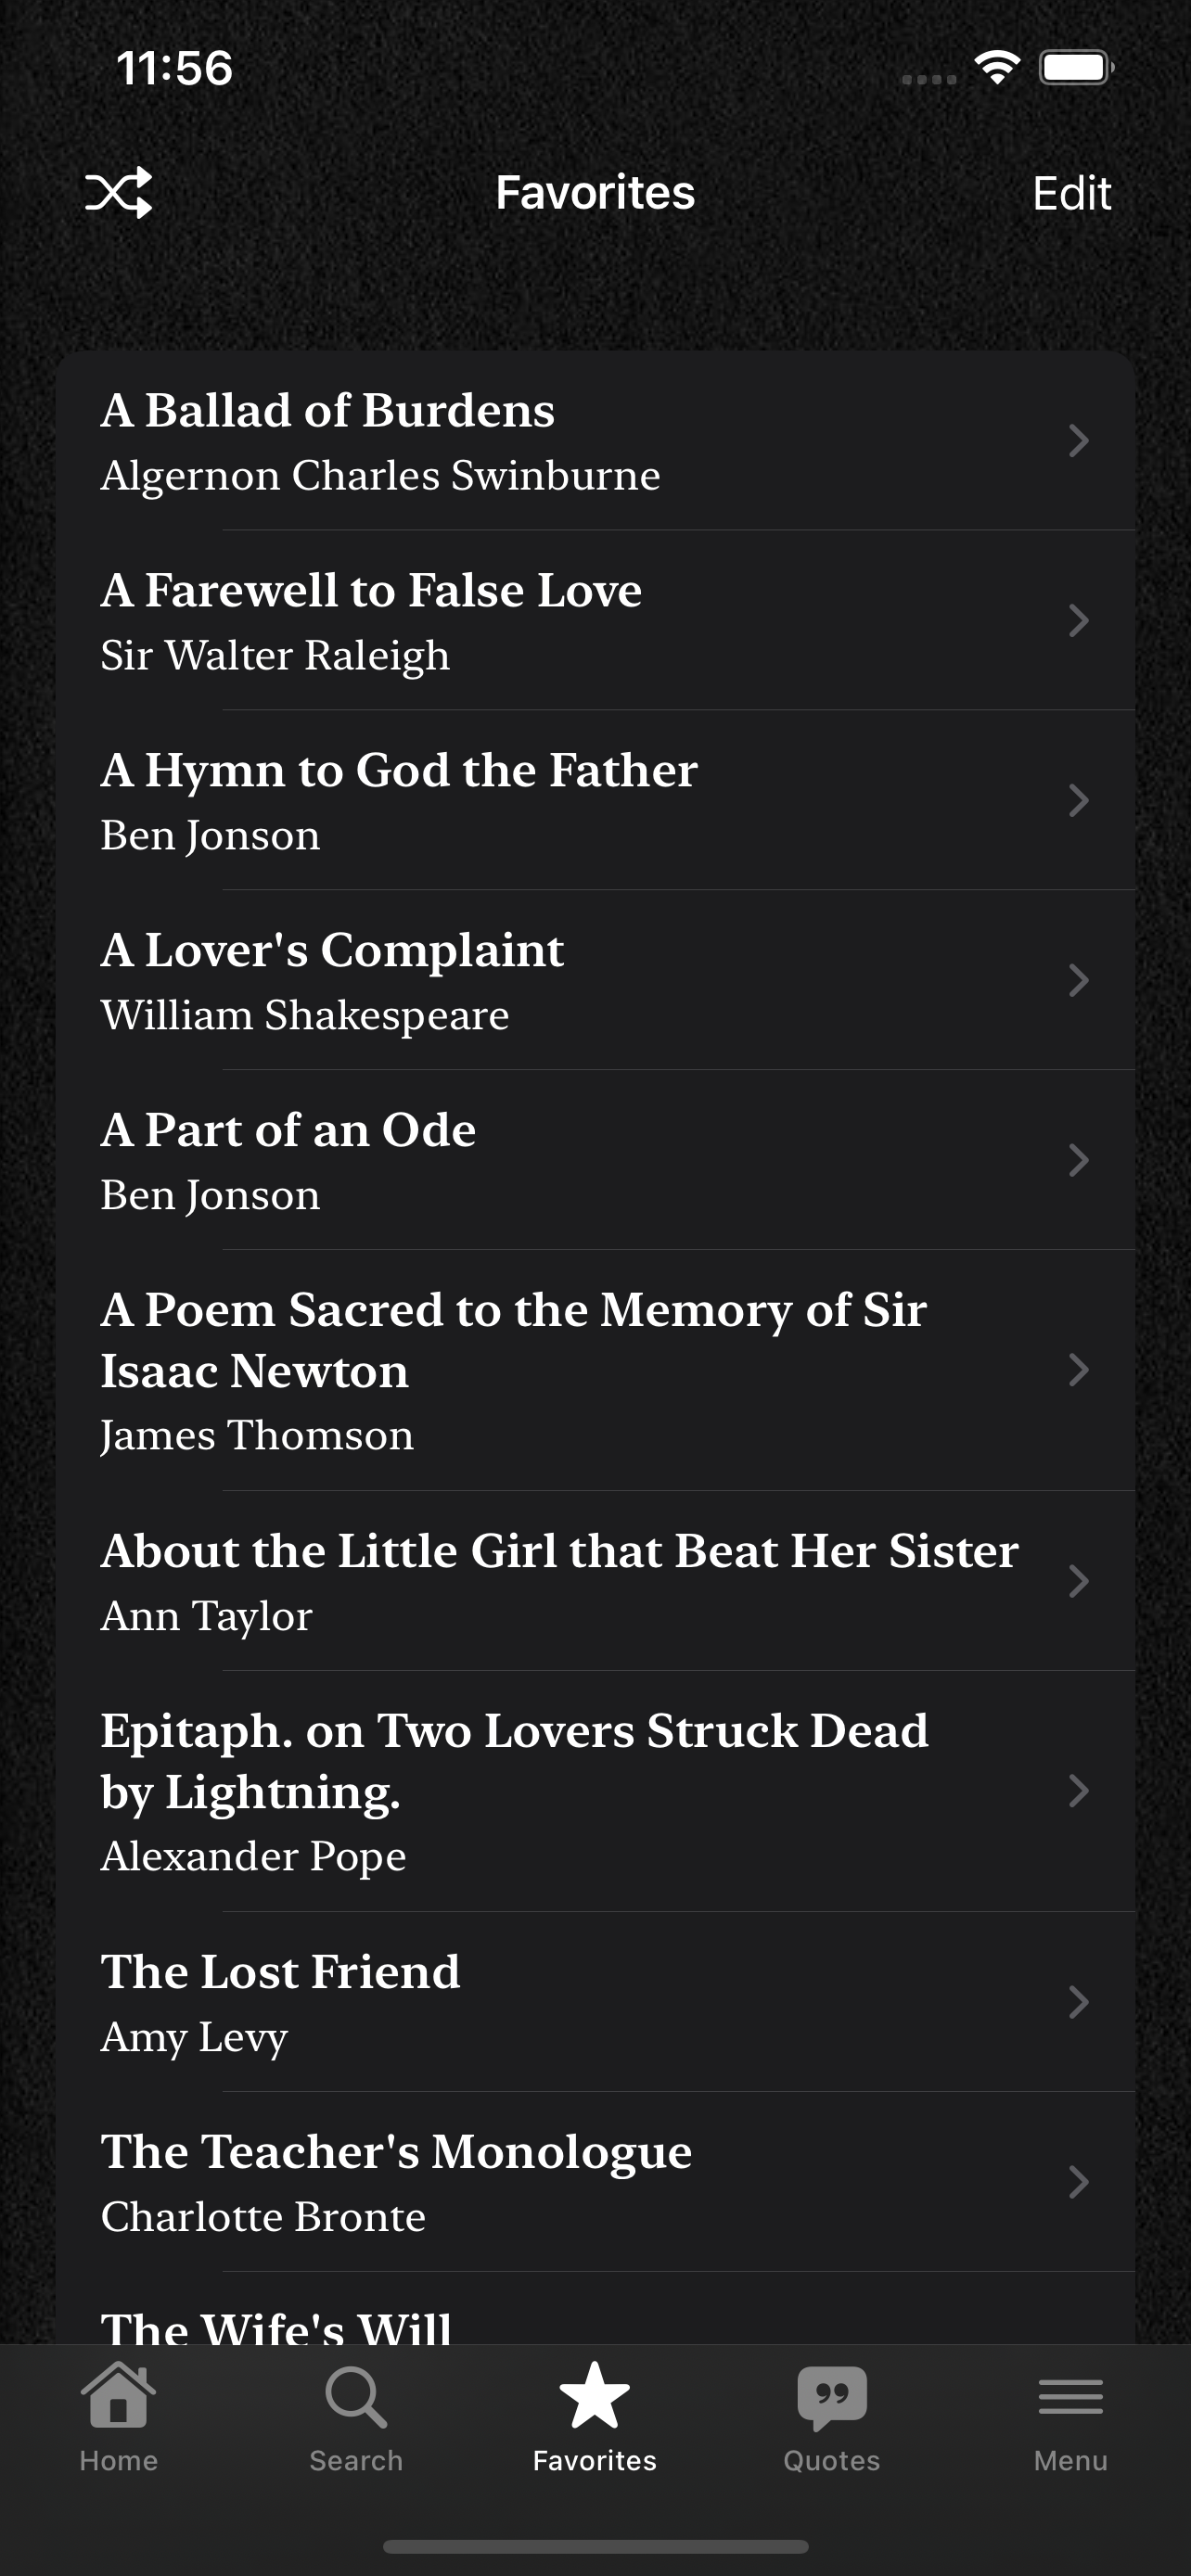 11:56
Favorites
Edit
A Ballad of Burdens
Algernon Charles Swinburne
A Farewell to False Love
Sir Walter Raleigh
A Hymn to God the Father
Ben Jonson
A Lover's Complaint
William Shakespeare
A Part of an Ode
Ben Jonson
A Poem Sacred to the Memory of Sir
Isaac Newton
James Thomson
About the Little Girl that Beat Her Sister
Ann Taylor
Epitaph. on Two Lovers Struck Dead
by Lightning.
Alexander Pope
The Lost Friend
Amy Levy
The Teacher's Monologue
Charlotte Bronte
The Wife's Will
Home
Search
Favorites
Quotes
Menu